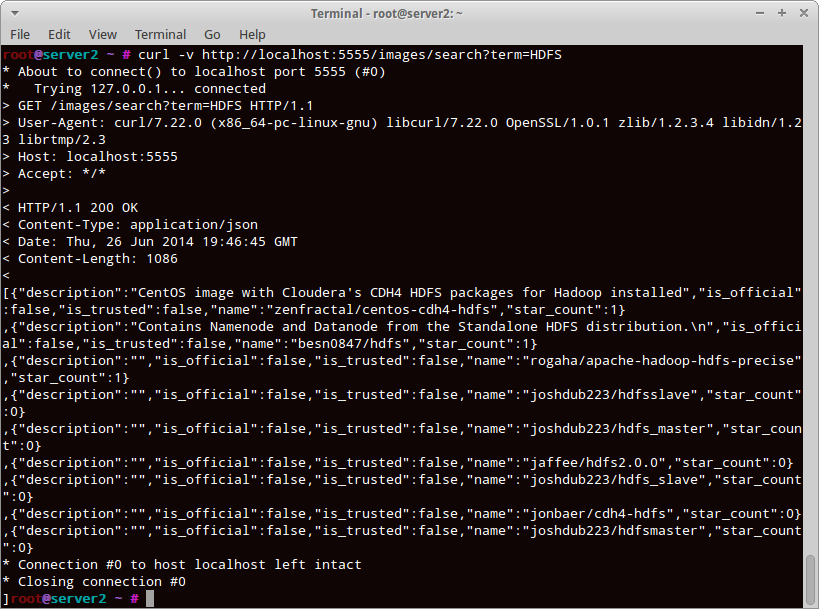 Terminal - root@server2: ~
File Edit View Terminal Go Help
root@server2 ~ # curl -v http://localhost:5555/images/search?term=HDFS
* About to connect() to localhost port 5555 (#0)
*   Trying 127.0.0.1... connected
> GET /images/search?term=HDFS HTTP/1.1
> User-Agent: curl/7.22.0 (x86_64-pc-linux-gnu) libcurl/7.22.0 OpenSSL/1.0.1 zlib/1.2.3.4 libidn/1.2
3 librtmp/2.3
> Host: localhost:5555
> Accept: */*
>
< HTTP/1.1 200 OK
< Content-Type: application/json
< Date: Thu, 26 Jun 2014 19:46:45 GMT
< Content-Length: 1086
<
[{"description":"CentOS image with Cloudera's CDH4 HDFS packages for Hadoop installed","is_official"
:false,"is_trusted":false,"name":"zenfractal/centos-cdh4-hdfs","star_count":1}
,{"description":"Contains Namenode and Datanode from the Standalone HDFS distribution.\n","is_offici
al":false,"is_trusted":false,"name":"besn0847/hdfs","star_count":1}
,{"description":"","is_official":false,"is_trusted":false,"name":"rogaha/apache-hadoop-hdfs-precise"
,"star_count":1}
,{"description":"","is_official":false,"is_trusted":false,"name":"joshdub223/hdfsslave","star_count"
:0}
,{"description":"","is_official":false,"is_trusted":false,"name":"joshdub223/hdfs_master","star_coun
t":0}
,{"description":"","is_official":false,"is_trusted":false,"name":"jaffee/hdfs2.0.0","star_count":0}
,{"description":"","is_official":false,"is_trusted":false,"name":"joshdub223/hdfs_slave","star_count
":0}
,{"description":"","is_official":false,"is_trusted":false,"name":"jonbaer/cdh4-hdfs","star_count":0}
,{"description":"","is_official":false,"is_trusted":false,"name":"joshdub223/hdfsmaster","star_count
":0}
* Connection #0 to host localhost left intact
* Closing connection #0
]root@server2 ~ #